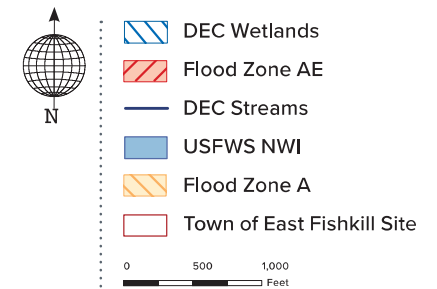 N
DEC Wetlands
Flood Zone AE
DEC Streams
USFWS NWI
Flood Zone A
Town of East Fishkill Site
0 500 1,000
Feet